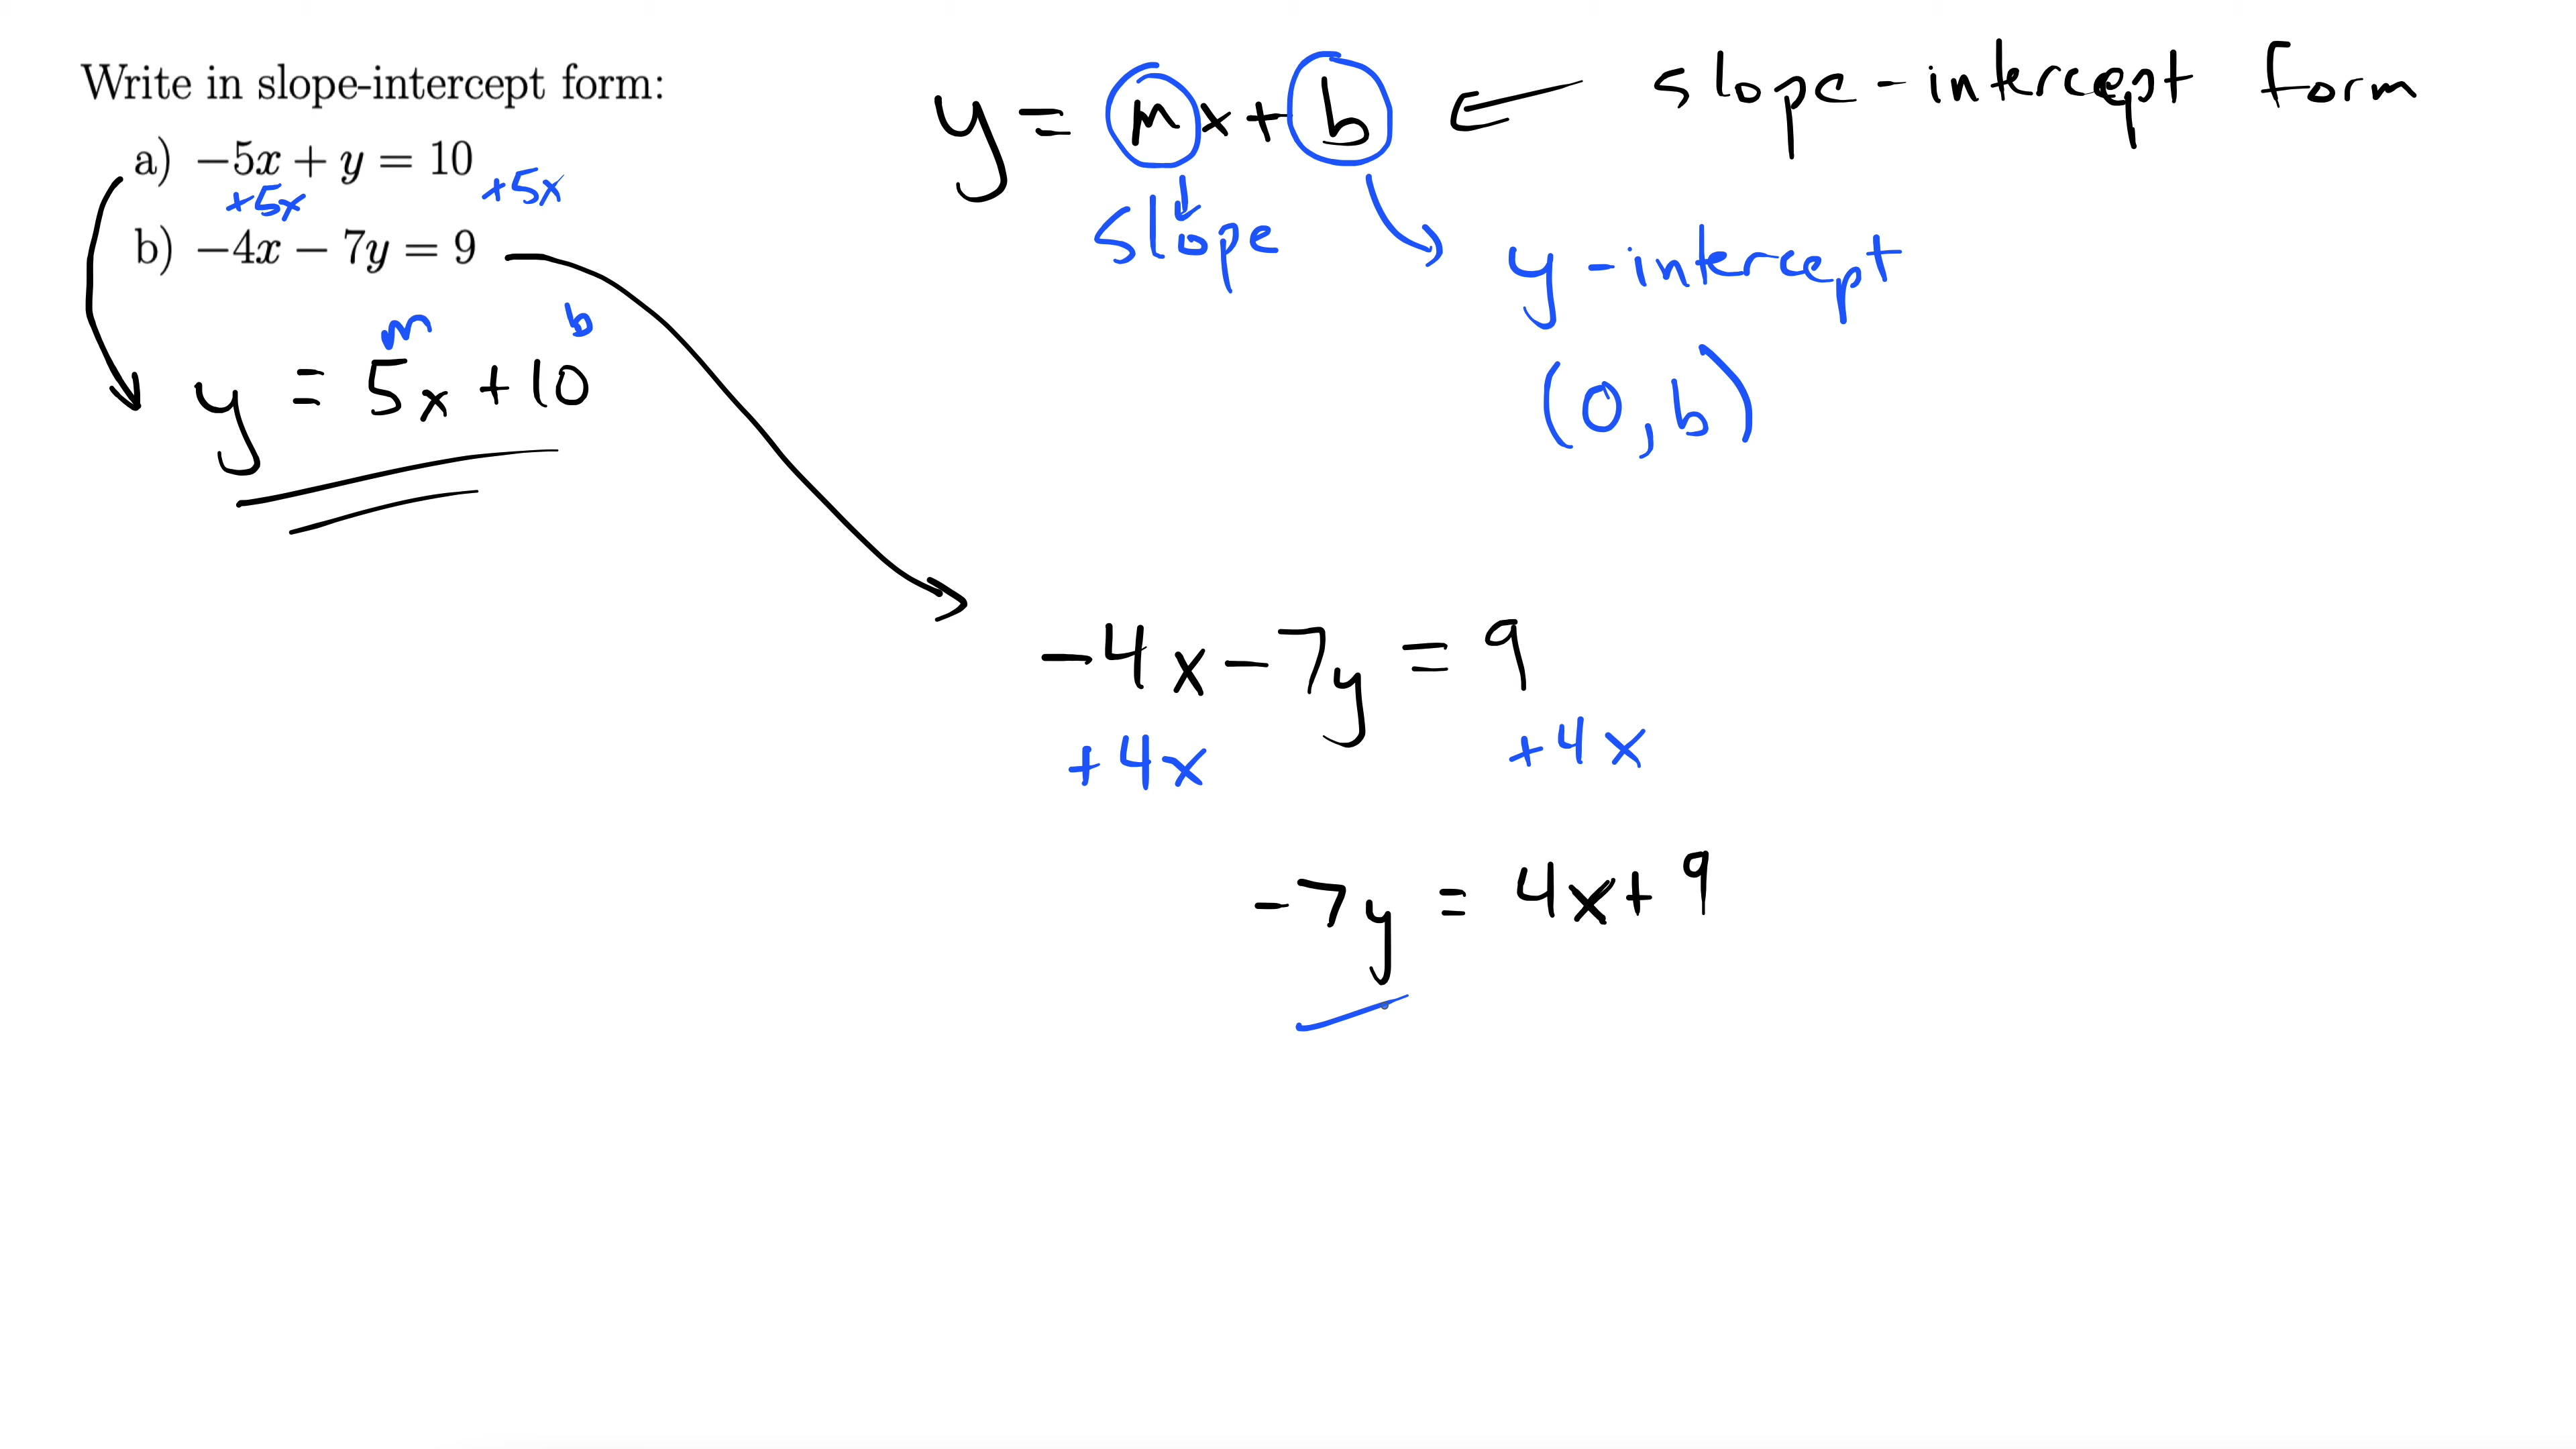 Write in slope-intercept form:
a) −5x + y = 10
+5x +5x
b) −4x − 7y = 9
m b
y = 5x + 10
y = mx + b slope-intercept form
slope
y-intercept
(0, b)
-4x - 7y = 9
+4x +4x
-7y = 4x + 9